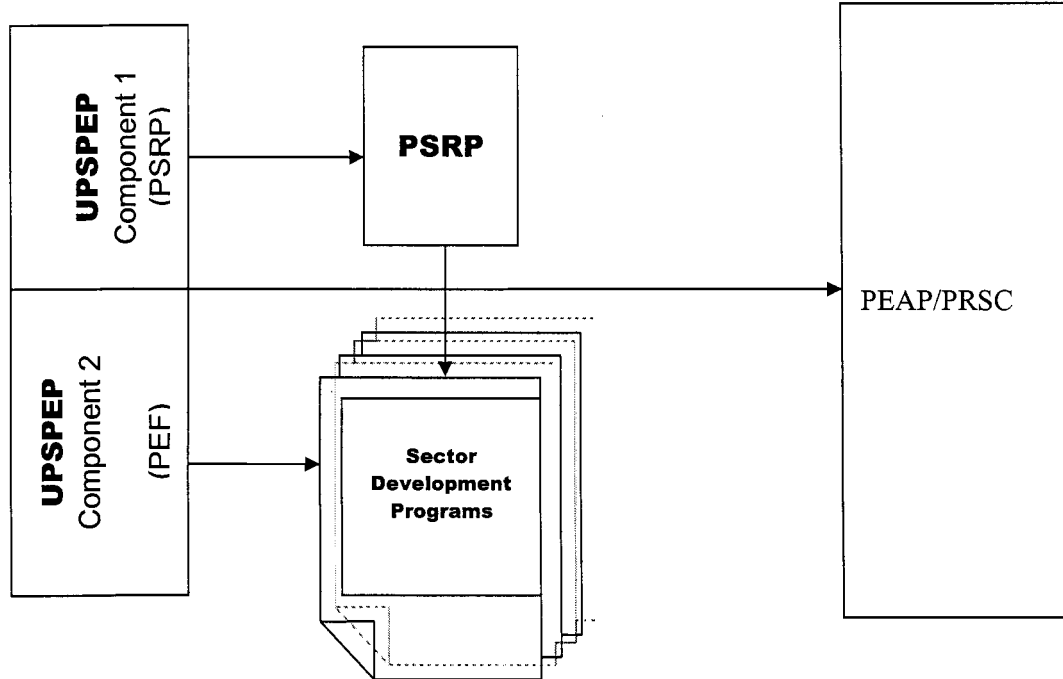 UPSPEP
Component 1
(PSRP)
PSRP
PEAP/PRSC
UPSPEP
Component 2
(PEF)
Sector
Development
Programs